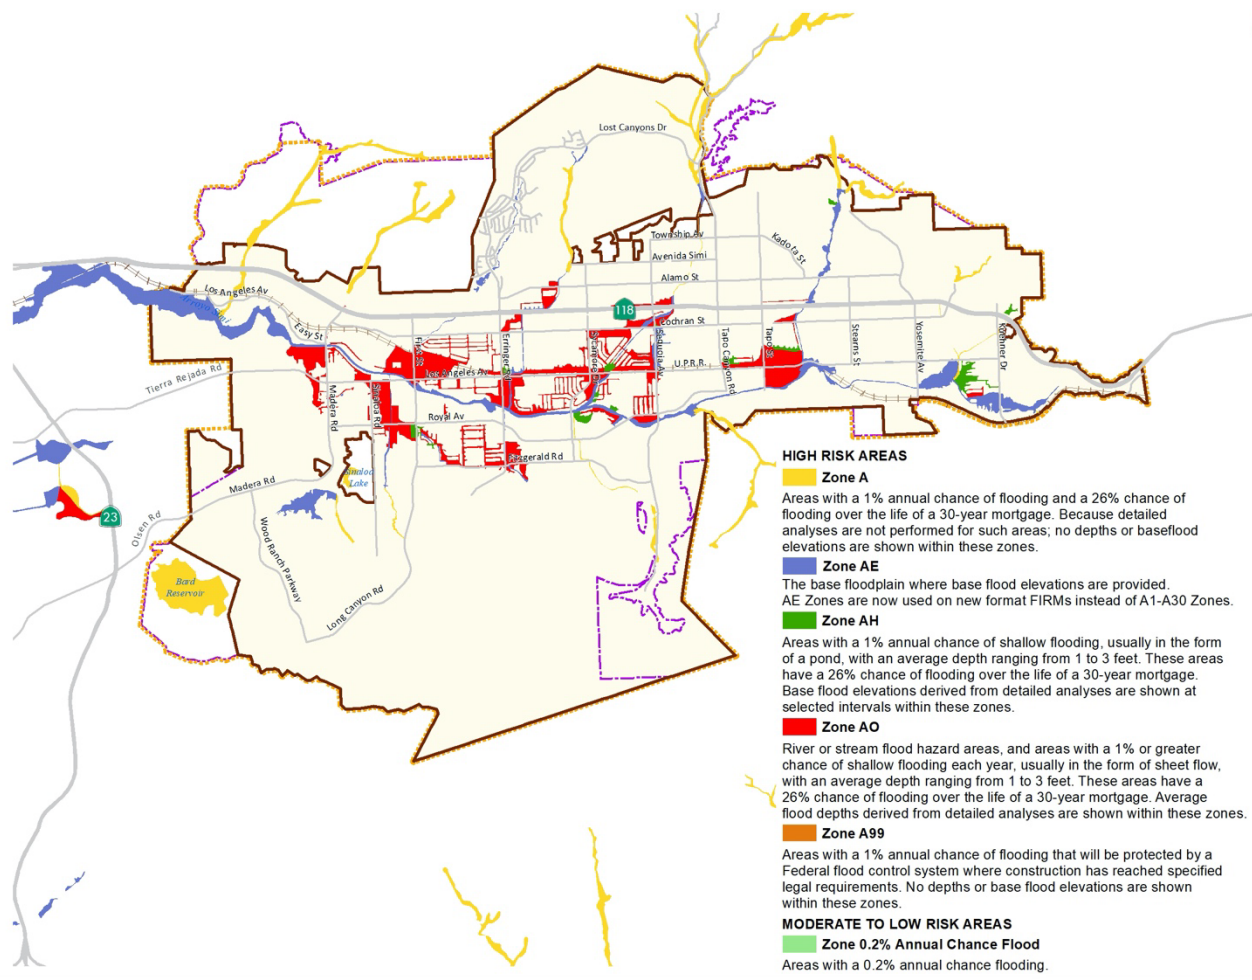 Lost Canyons Dr
Township Av
Kadota St
Avenida Simi
Alamo St
Los Angeles Av
Arroyo Simi
118
Easy St
Cochran St
First St
Erringer Rd
Sycamore Dr
Sequoia Av
Tapo Canyon Rd
Tapo St
Stearns St
Yosemite Av
Kuehner Dr
U.P.R.R.
Los Angeles Av
Tierra Rejada Rd
Madera Rd
Sinaloa Rd
Royal Av
Fitzgerald Rd
Sinaloa
Lake
Madera Rd
23
Olsen Rd
Wood Ranch Parkway
Long Canyon Rd
Bard
Reservoir
HIGH RISK AREAS
Zone A
Areas with a 1% annual chance of flooding and a 26% chance of
flooding over the life of a 30-year mortgage. Because detailed
analyses are not performed for such areas; no depths or baseflood
elevations are shown within these zones.
Zone AE
The base floodplain where base flood elevations are provided.
AE Zones are now used on new format FIRMs instead of A1-A30 Zones.
Zone AH
Areas with a 1% annual chance of shallow flooding, usually in the form
of a pond, with an average depth ranging from 1 to 3 feet. These areas
have a 26% chance of flooding over the life of a 30-year mortgage.
Base flood elevations derived from detailed analyses are shown at
selected intervals within these zones.
Zone AO
River or stream flood hazard areas, and areas with a 1% or greater
chance of shallow flooding each year, usually in the form of sheet flow,
with an average depth ranging from 1 to 3 feet. These areas have a
26% chance of flooding over the life of a 30-year mortgage. Average
flood depths derived from detailed analyses are shown within these zones.
Zone A99
Areas with a 1% annual chance of flooding that will be protected by a
Federal flood control system where construction has reached specified
legal requirements. No depths or base flood elevations are shown
within these zones.
MODERATE TO LOW RISK AREAS
Zone 0.2% Annual Chance Flood
Areas with a 0.2% annual chance flooding.